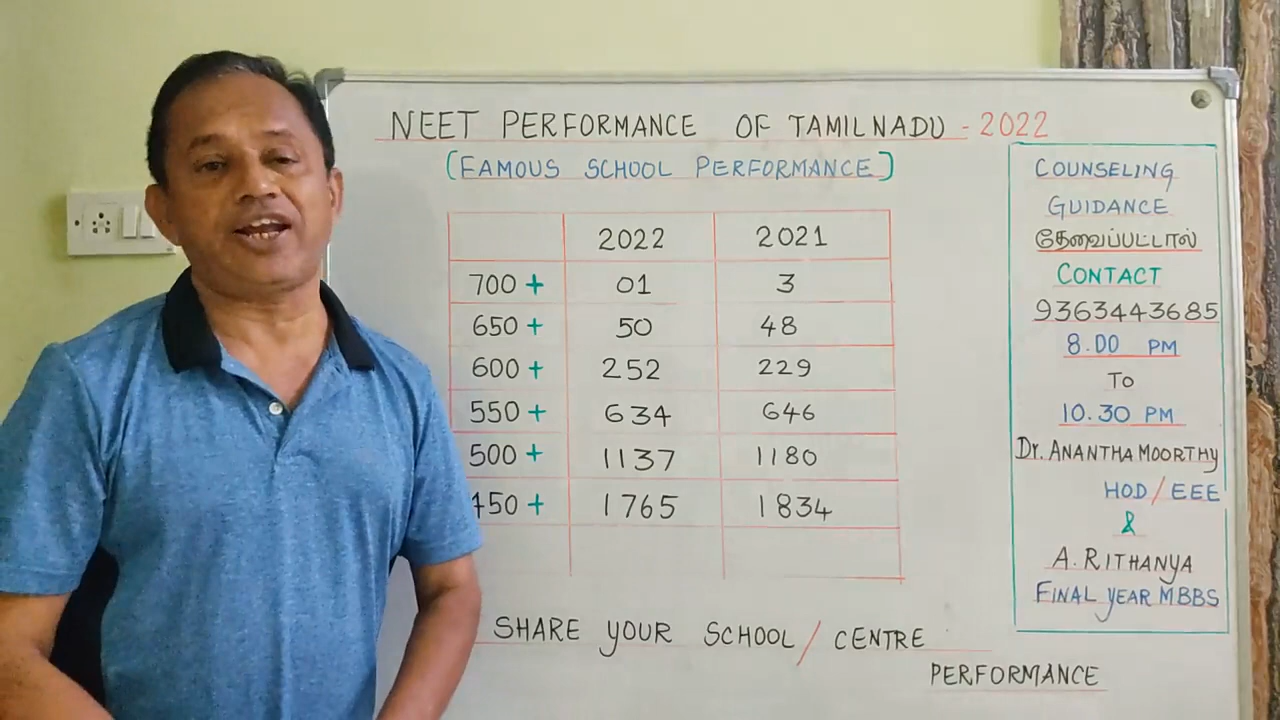 NEET PERFORMANCE OF TAMILNADU - 2022
(FAMOUS SCHOOL PERFORMANCE)
2022 2021
700 + 01 3
650 + 50 48
600 + 252 229
550 + 634 646
500 + 1137 1180
450 + 1765 1834
SHARE YOUR SCHOOL / CENTRE
PERFORMANCE
COUNSELING
GUIDANCE
தேவைப்பட்டால்
CONTACT
9363443685
8.00 PM
TO
10.30 PM
Dr. ANANTHA MOORTHY
HOD / EEE
&
A. RITHANYA
FINAL YEAR MBBS